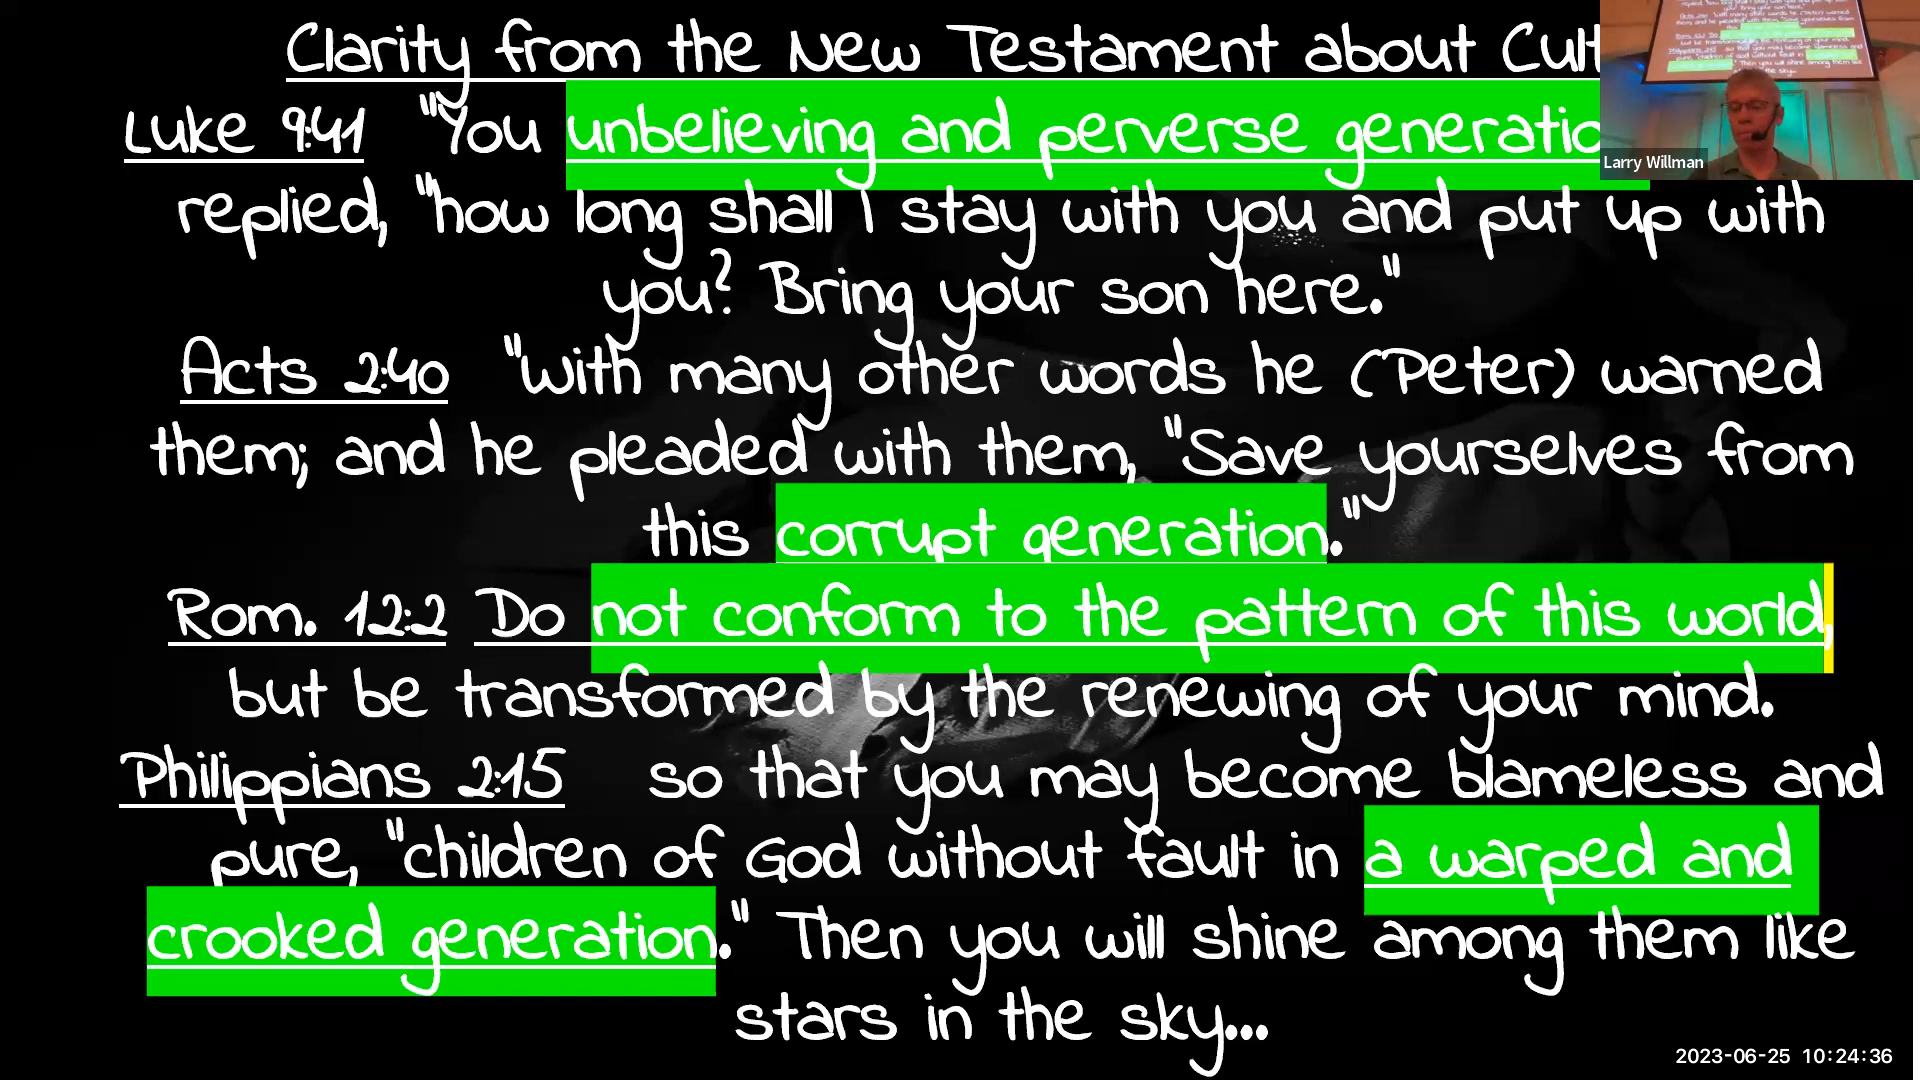 Clarity from the New Testament about Cult
Luke 9:41 "You unbelieving and perverse generatio
replied, "how long shall I stay with you and put up with
you? Bring your son here."
Acts 2:40 "With many other words he (Peter) warned
them; and he pleaded with them, "Save yourselves from
this corrupt generation."
Rom. 12:2 Do not conform to the pattern of this world,
but be transformed by the renewing of your mind.
Philippians 2:15 so that you may become blameless and
pure, "children of God without fault in a warped and
crooked generation." Then you will shine among them like
stars in the sky...
Larry Willman
2023-06-25 10:24:36